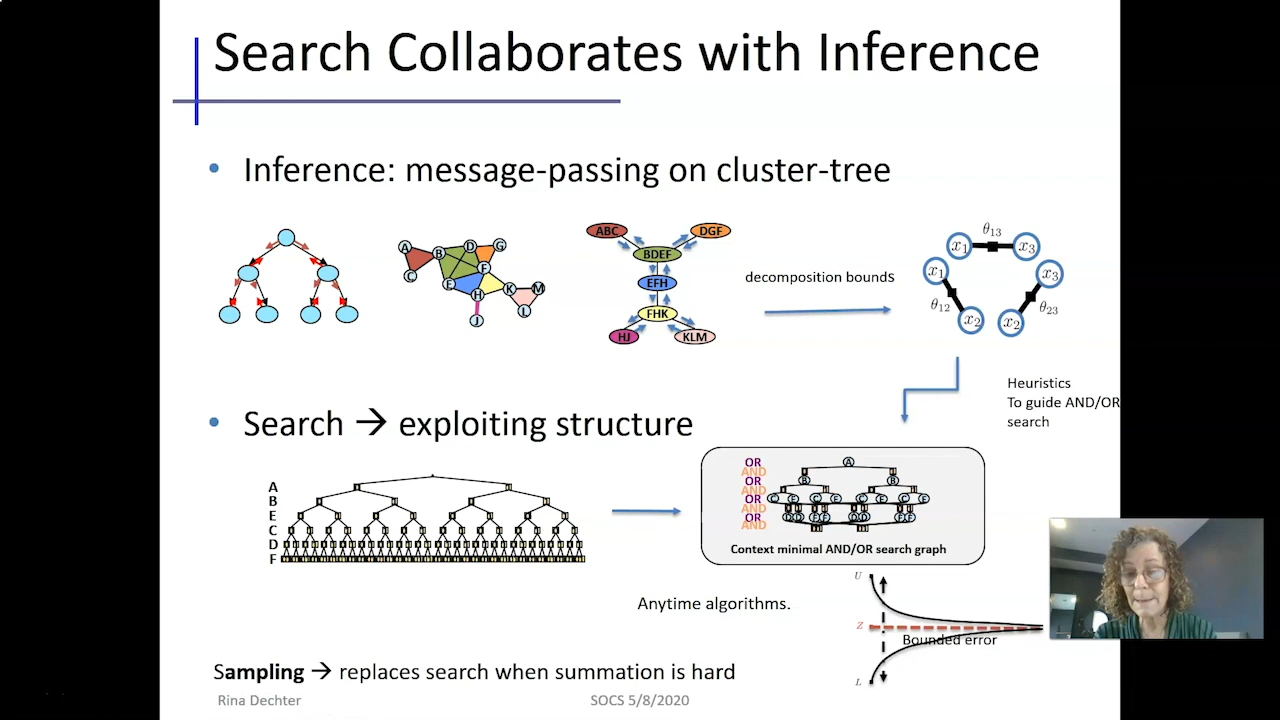 Search Collaborates with Inference
• Inference: message-passing on cluster-tree
A B D G
C E F
H K M
J L
ABC DGF
BDEF
EFH
FHK
HJ KLM
decomposition bounds
θ13
x1 x3
x1 x3
θ12 θ23
x2 x2
Heuristics
To guide AND/OR
search
• Search → exploiting structure
A
B
E
C
D
F
OR
AND
OR
AND
OR
AND
OR
AND
A
B B
C E C E C E C E
D D F F D D F F
Context minimal AND/OR search graph
Anytime algorithms.
U
Z
Bounded error
L
Sampling → replaces search when summation is hard
Rina Dechter
SOCS 5/8/2020